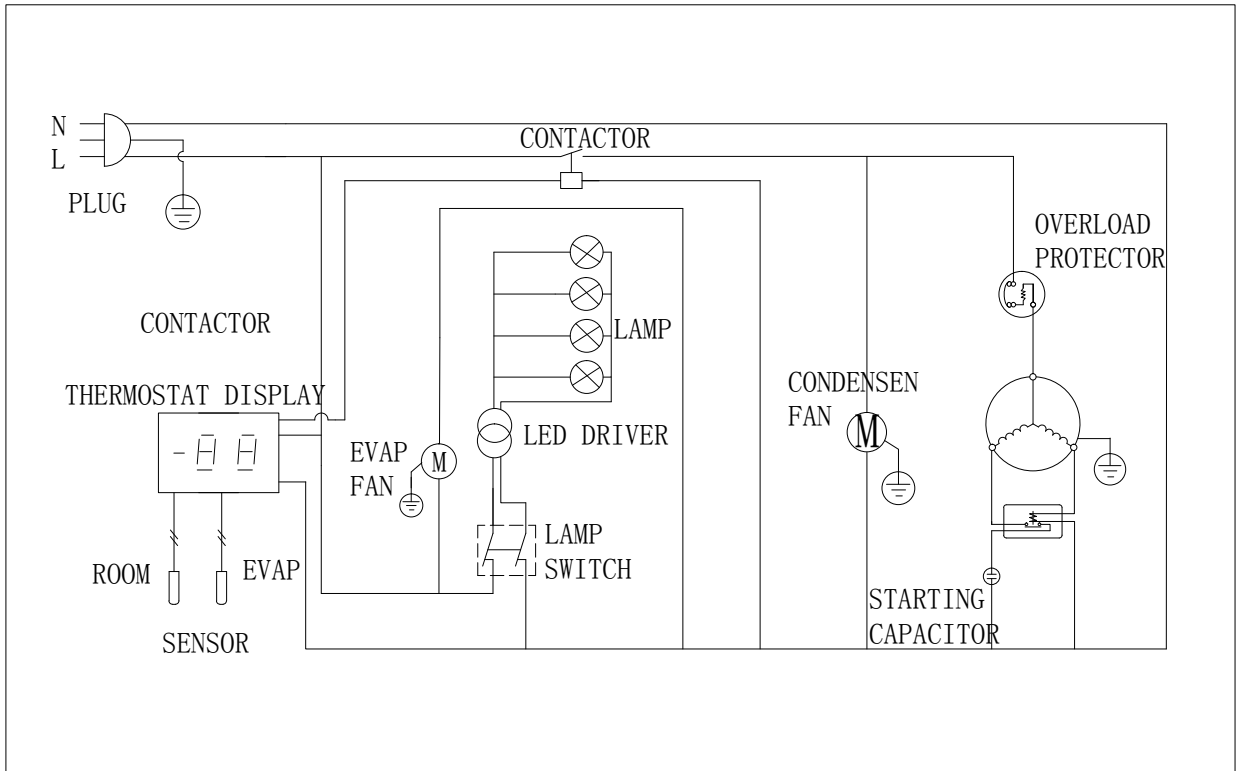 N
L
PLUG
CONTACTOR
OVERLOAD
PROTECTOR
CONTACTOR
LAMP
THERMOSTAT DISPLAY
CONDENSEN
FAN
M
LED DRIVER
EVAP
FAN
M
-88
LAMP
SWITCH
ROOM
EVAP
SENSOR
STARTING
CAPACITOR